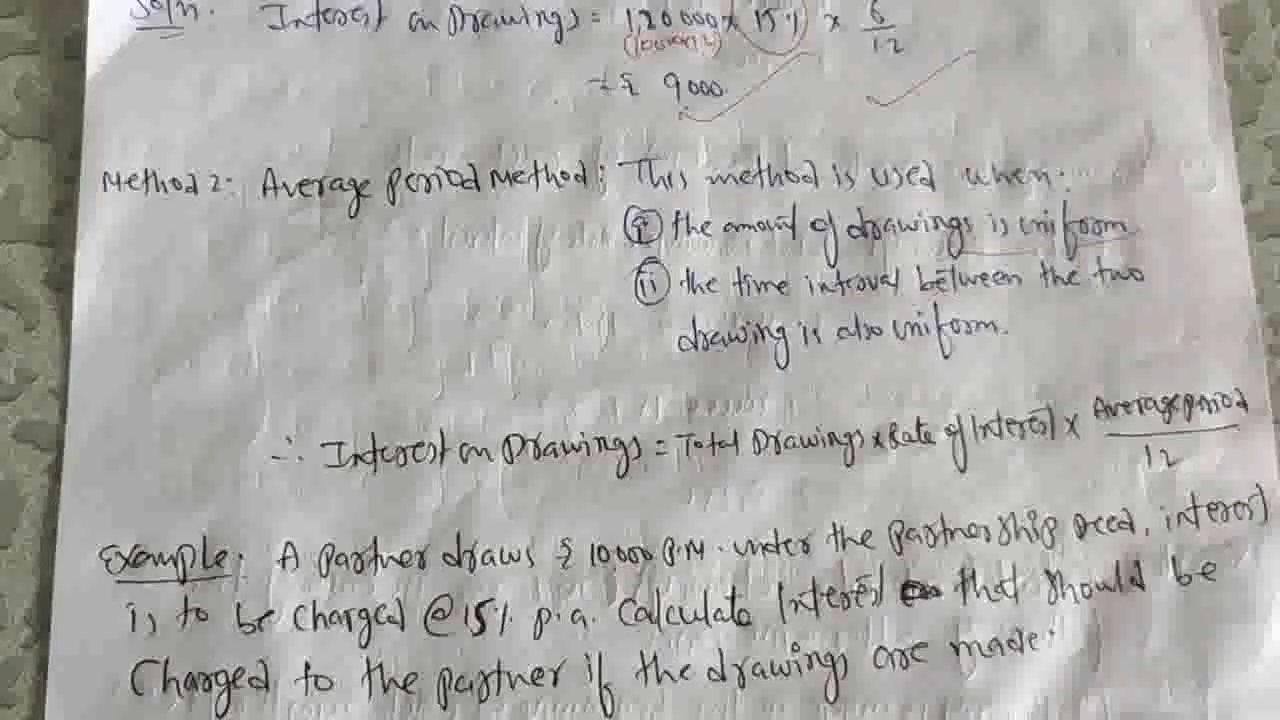 Soln. Interest on Drawings = 120000 x 15% x 6/12
(10000x12)
= ₹ 9000.
Method 2: Average period Method: This method is used when:
(i) the amount of drawings is uniform
(ii) the time interval between the two
drawing is also uniform.
∴ Interest on Drawings = Total Drawings x Rate of Interest x Average period/12
Example: A partner draws ₹ 10000 P.M. under the partnership Deed, interest
is to be charged @ 15% p.a. Calculate Interest that should be
Charged to the partner if the drawings are made: